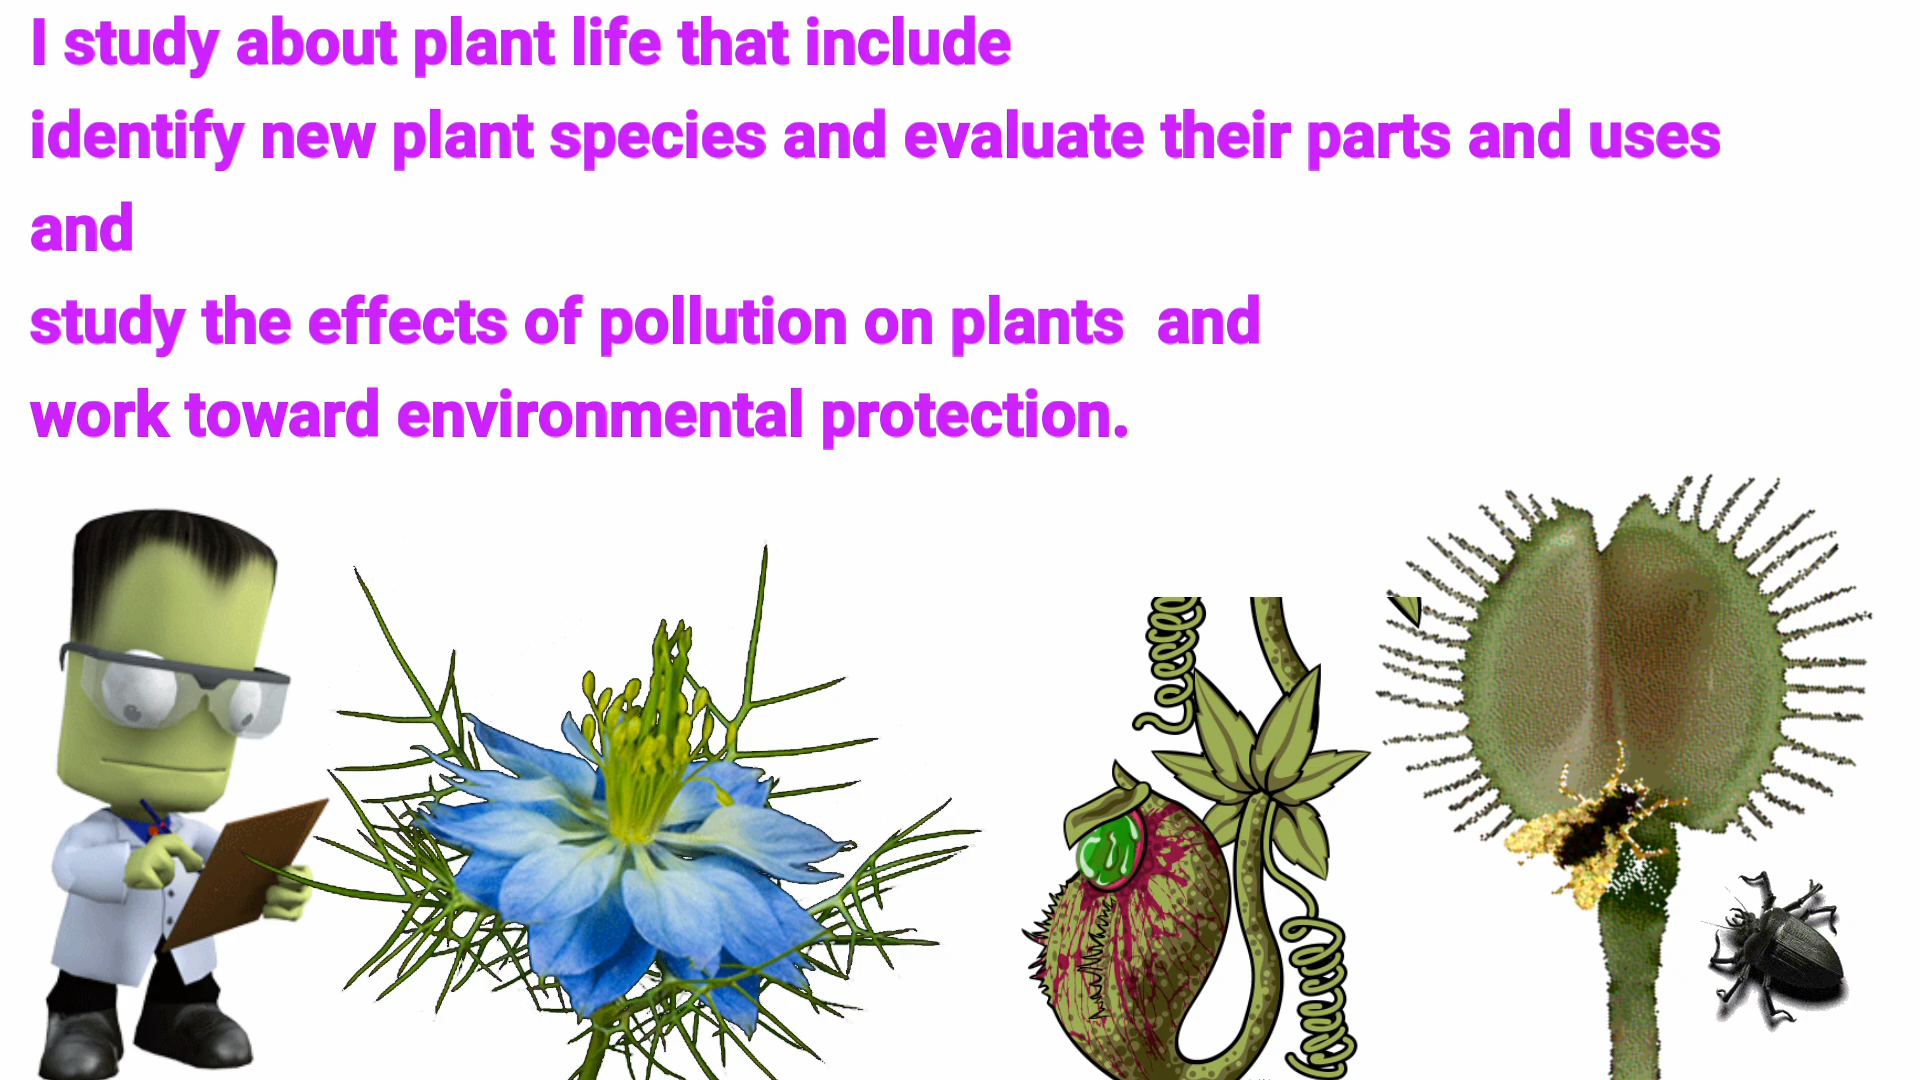 I study about plant life that include
identify new plant species and evaluate their parts and uses
and
study the effects of pollution on plants  and
work toward environmental protection.